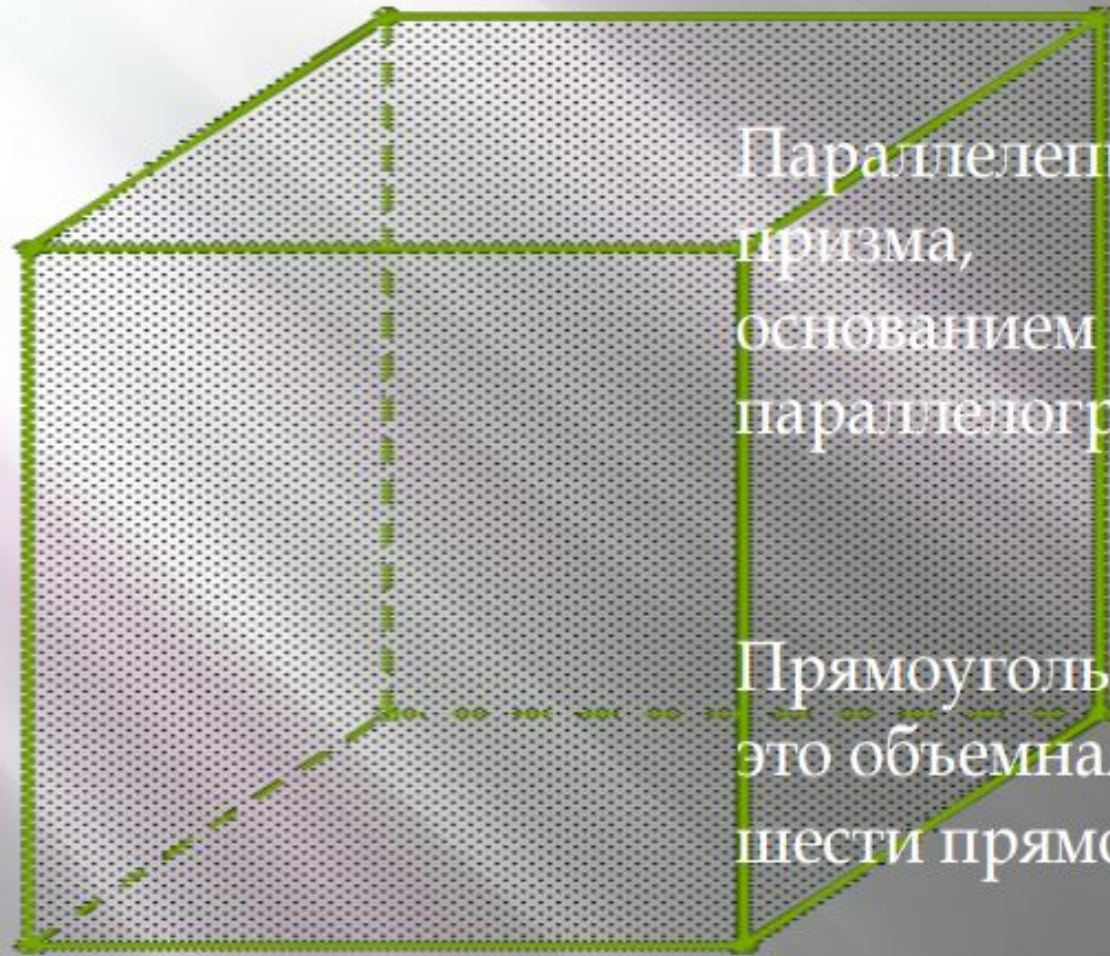 Параллелеп
призма,
основанием
параллелогр
Прямоуголь
это объемна
шести прямо